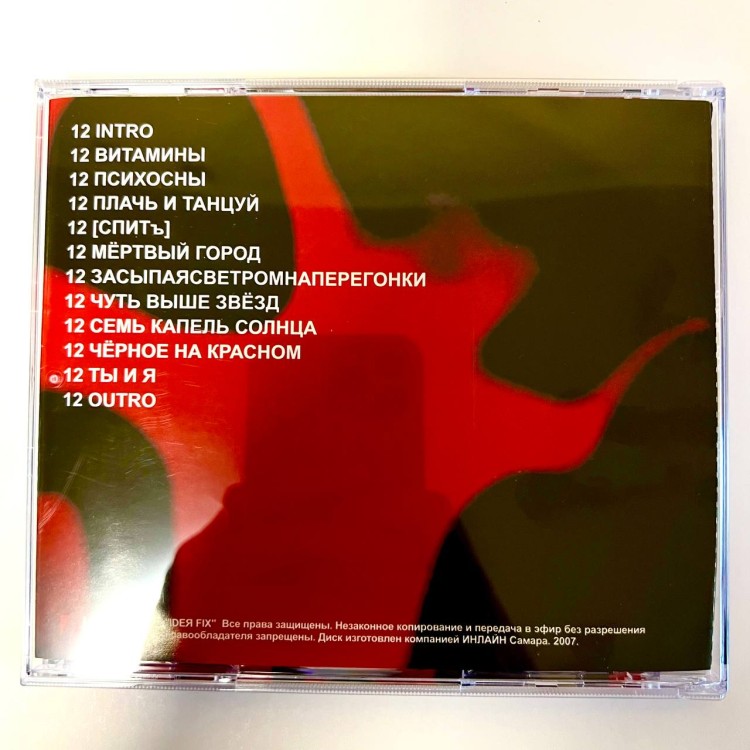 12 INTRO
12 ВИТАМИНЫ
12 ПСИХОСНЫ
12 ПЛАЧЬ И ТАНЦУЙ
12 [СПИТЪ]
12 МЁРТВЫЙ ГОРОД
12 ЗАСЫПАЯСВЕТРОМНАПЕРЕГОНКИ
12 ЧУТЬ ВЫШЕ ЗВЁЗД
12 СЕМЬ КАПЕЛЬ СОЛНЦА
12 ЧЁРНОЕ НА КРАСНОМ
12 ТЫ И Я
12 OUTRO
"IDEЯ FIX" Все права защищены. Незаконное копирование и передача в эфир без разрешения
правообладателя запрещены. Диск изготовлен компанией ИНЛАЙН Самара. 2007.